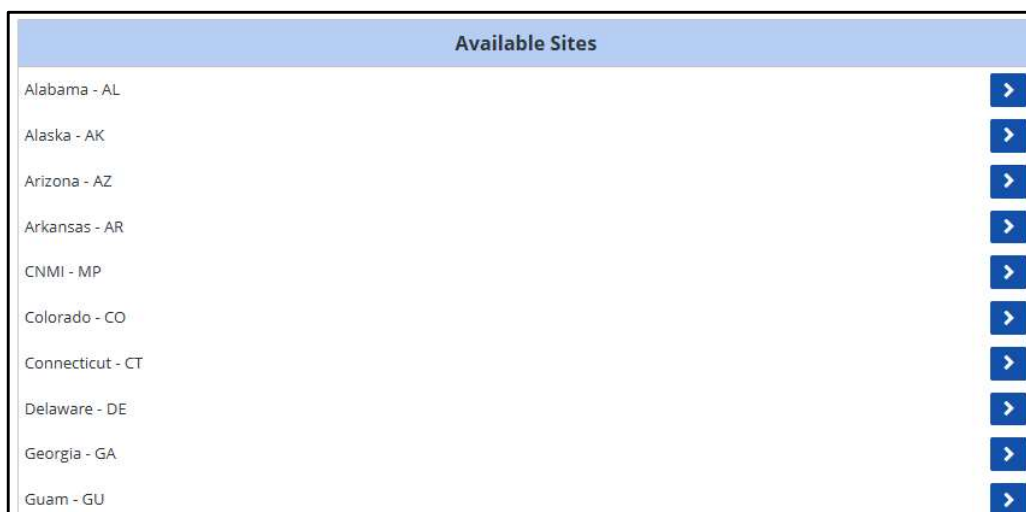 Available Sites
Alabama - AL
Alaska - AK
Arizona - AZ
Arkansas - AR
CNMI - MP
Colorado - CO
Connecticut - CT
Delaware - DE
Georgia - GA
Guam - GU